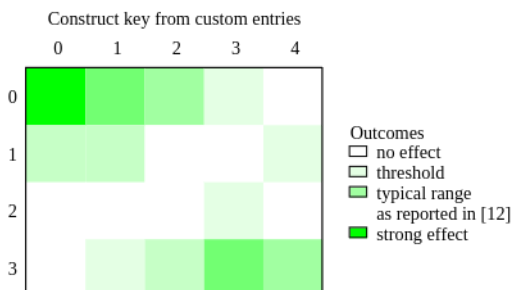 Construct key from custom entries
0 1 2 3 4
0
1
2
3
Outcomes
no effect
threshold
typical range
as reported in [12]
strong effect